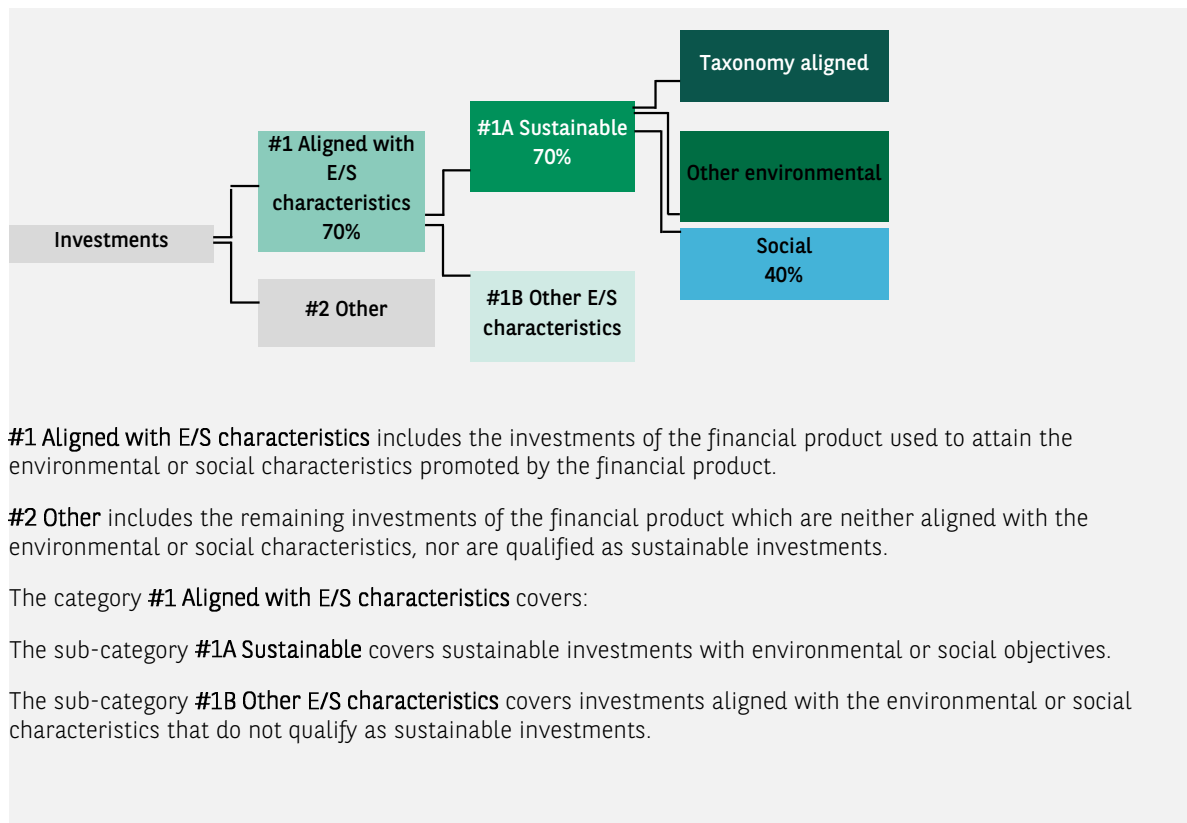 Taxonomy aligned
#1A Sustainable
70%
#1 Aligned with
E/S
characteristics
70%
Other environmental
Investments
Social
40%
#2 Other
#1B Other E/S
characteristics
#1 Aligned with E/S characteristics includes the investments of the financial product used to attain the
environmental or social characteristics promoted by the financial product.
#2 Other includes the remaining investments of the financial product which are neither aligned with the
environmental or social characteristics, nor are qualified as sustainable investments.
The category #1 Aligned with E/S characteristics covers:
The sub-category #1A Sustainable covers sustainable investments with environmental or social objectives.
The sub-category #1B Other E/S characteristics covers investments aligned with the environmental or social
characteristics that do not qualify as sustainable investments.